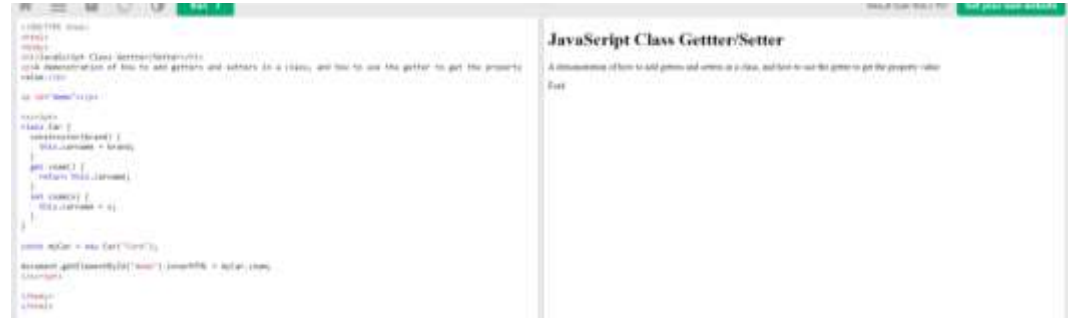 Run
Get your own website
<!DOCTYPE html>
<html>
<body>
<h1>JavaScript Class Gettter/Setter</h1>
<p>A demonstration of how to add getters and setters in a class, and how to use the getter to get the property
value.</p>
<p id="demo"></p>
<script>
class Car {
constructor(brand) {
this.carname = brand;
}
get cnam() {
return this.carname;
}
set cnam(x) {
this.carname = x;
}
}
const myCar = new Car("Ford");
document.getElementById("demo").innerHTML = myCar.cnam;
</script>
</body>
</html>
JavaScript Class Gettter/Setter
A demonstration of how to add getters and setters in a class, and how to use the getter to get the property value.
Ford